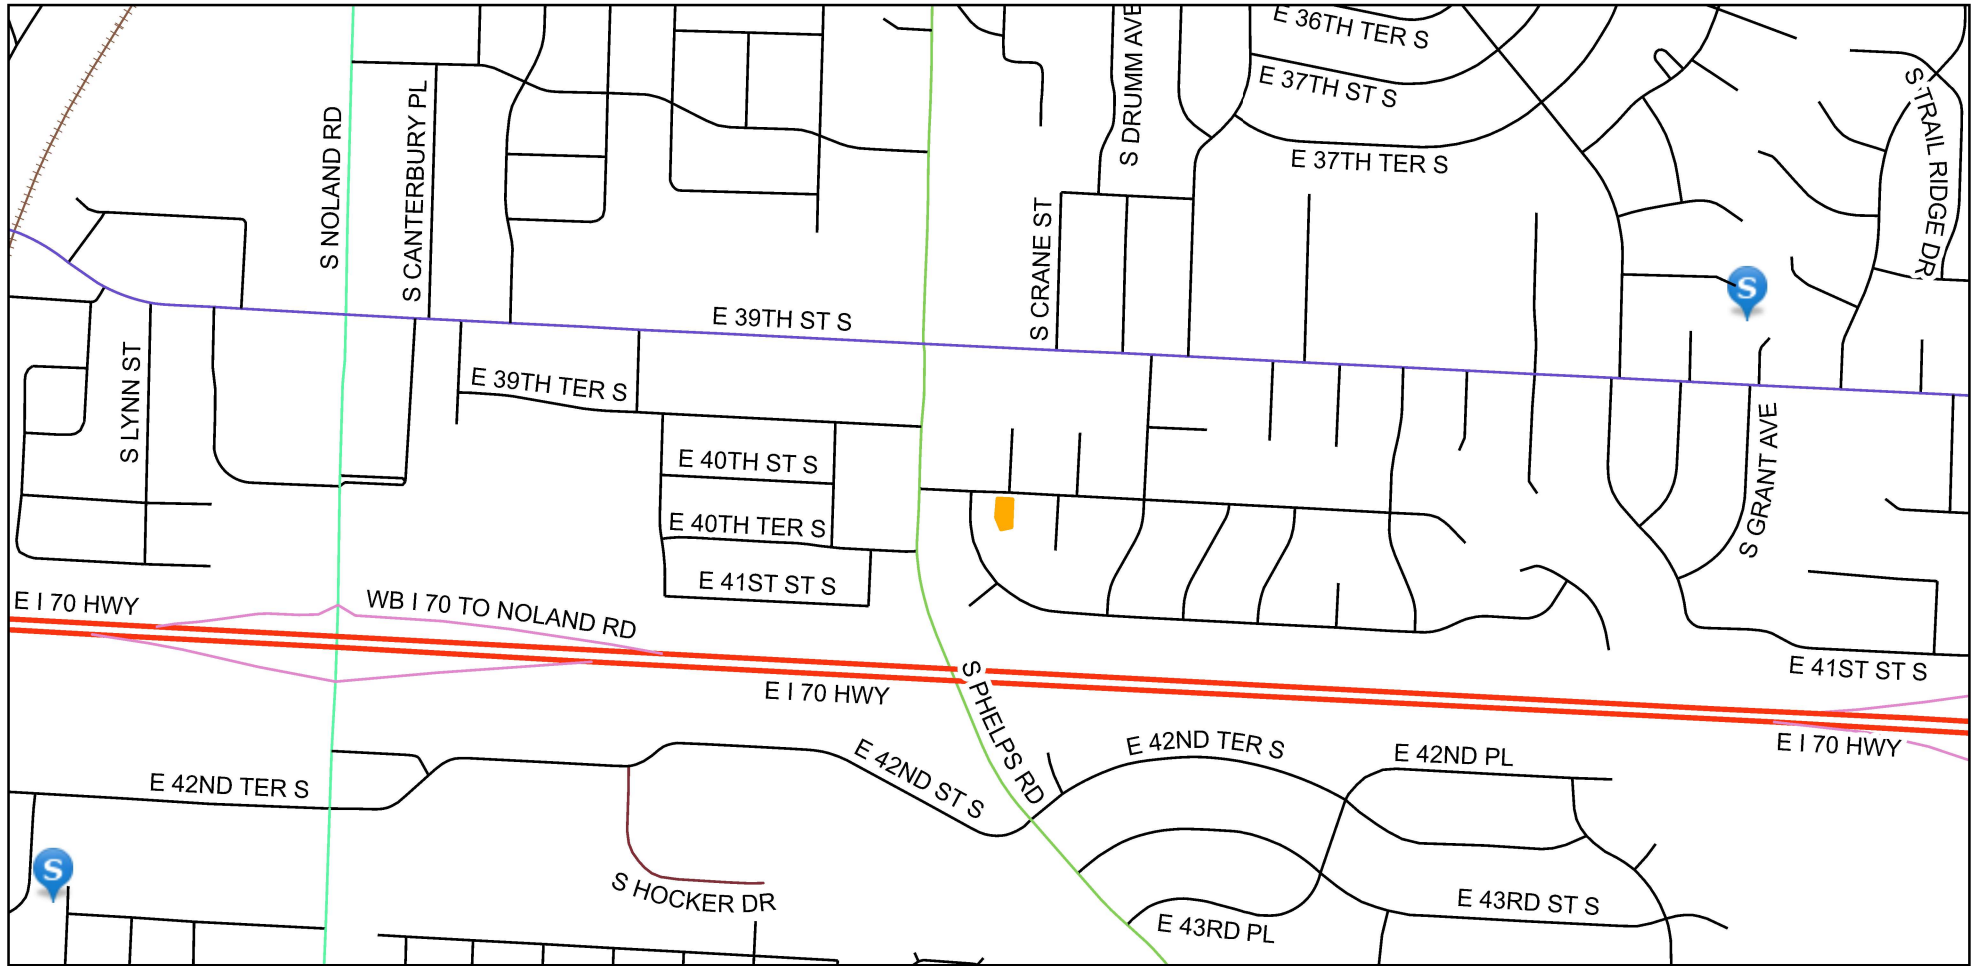 E 36TH TER S
S DRUMM AVE
E 37TH ST S
S TRAIL RIDGE DR
S NOLAND RD
S CANTERBURY PL
E 37TH TER S
S CRANE ST
S
E 39TH ST S
S LYNN ST
E 39TH TER S
S GRANT AVE
E 40TH ST S
E 40TH TER S
E 41ST ST S
E I 70 HWY
WB I 70 TO NOLAND RD
E 41ST ST S
E I 70 HWY
S PHELPS RD
E 42ND TER S
E 42ND PL
E I 70 HWY
E 42ND ST S
E 42ND TER S
S
S HOCKER DR
E 43RD ST S
E 43RD PL